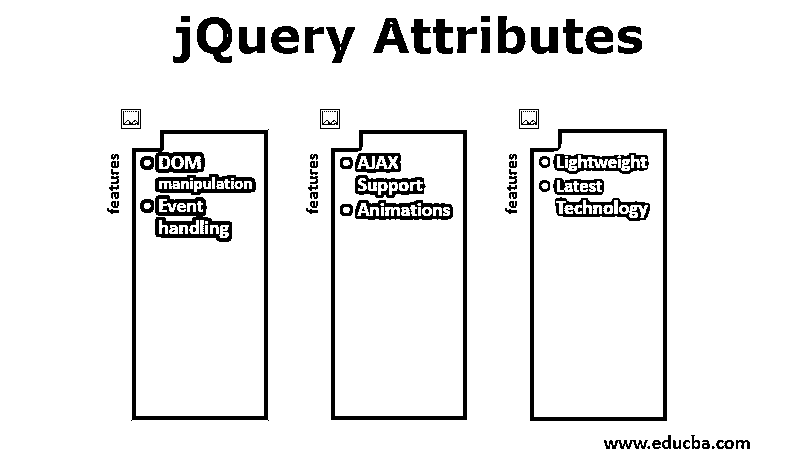 jQuery Attributes
features
DOM
manipulation
Event
handling
features
AJAX
Support
Animations
features
Lightweight
Latest
Technology
www.educba.com